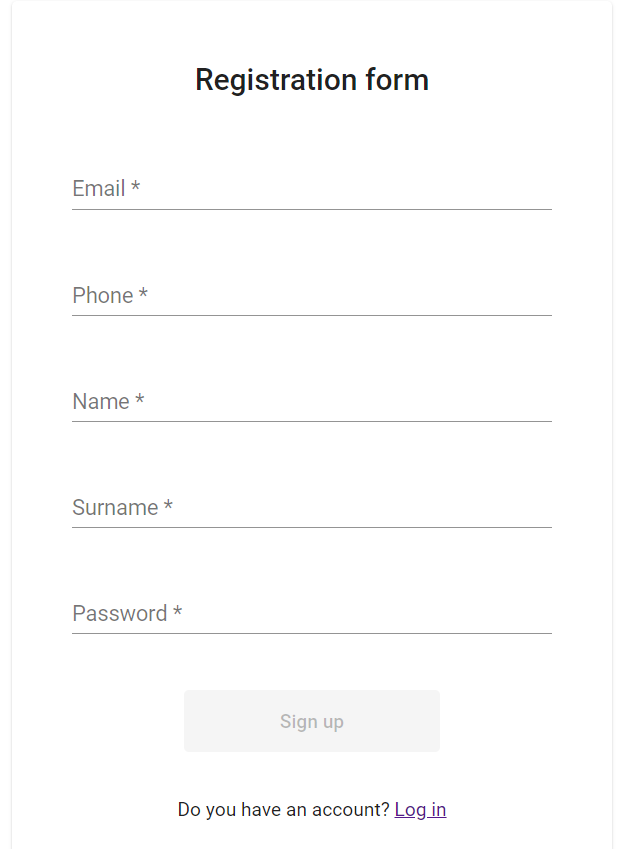 Registration form
Email *
Phone *
Name *
Surname *
Password *
Sign up
Do you have an account? Log in